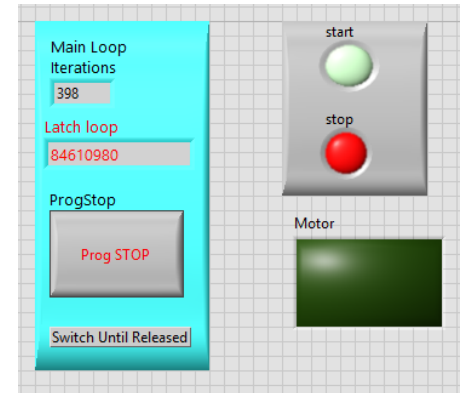 Main Loop
Iterations
398
Latch loop
84610980
ProgStop
Prog STOP
Switch Until Released
start
stop
Motor